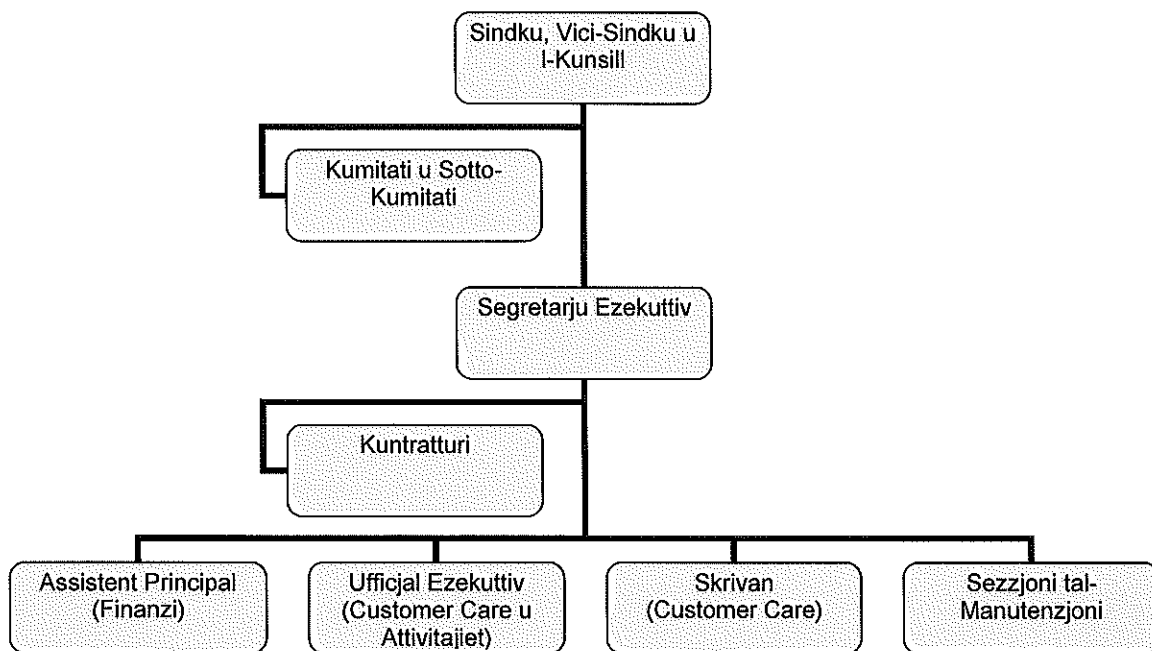 Sindku, Viċi-Sindku u
l-Kunsill
Kumitati u Sotto-
Kumitati
Segretarju Ezekuttiv
Kuntratturi
Assistent Principal
(Finanzi)
Ufficjal Ezekuttiv
(Customer Care u
Attivitajiet)
Skrivan
(Customer Care)
Sezzjoni tal-
Manutenzjoni